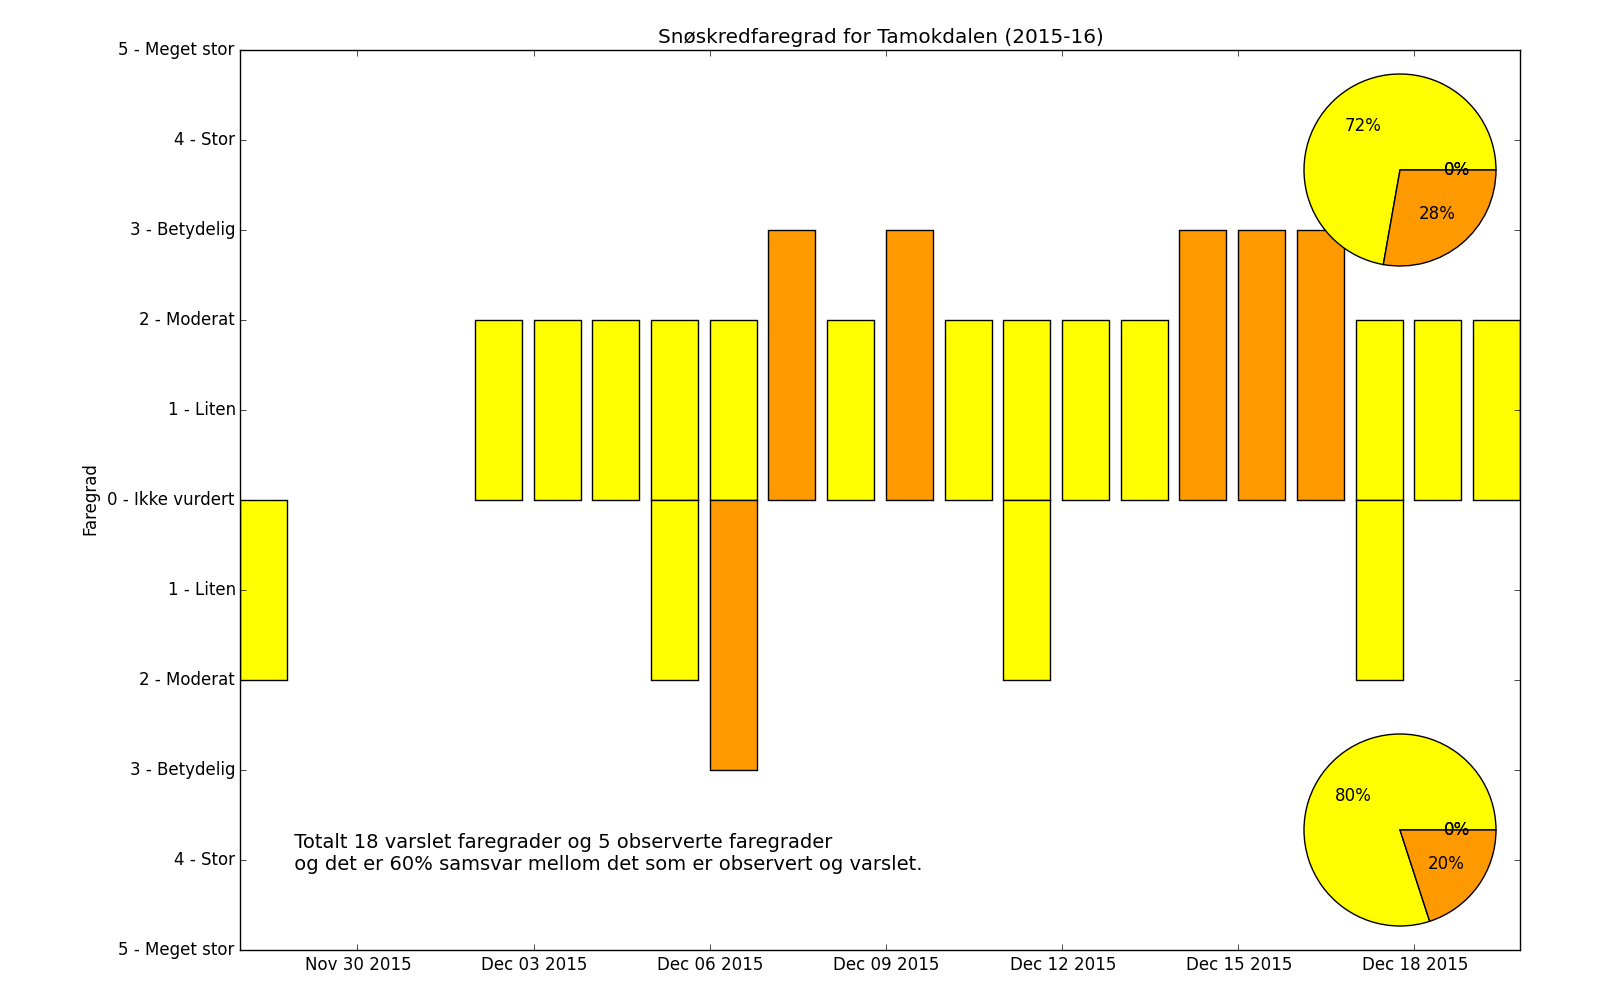 Snøskredfaregrad for Tamokdalen (2015-16)
5 - Meget stor
4 - Stor
3 - Betydelig
2 - Moderat
1 - Liten
0 - Ikke vurdert
1 - Liten
2 - Moderat
3 - Betydelig
4 - Stor
5 - Meget stor
Faregrad
72%
0%
28%
80%
0%
20%
Totalt 18 varslet faregrader og 5 observerte faregrader
og det er 60% samsvar mellom det som er observert og varslet.
Nov 30 2015
Dec 03 2015
Dec 06 2015
Dec 09 2015
Dec 12 2015
Dec 15 2015
Dec 18 2015